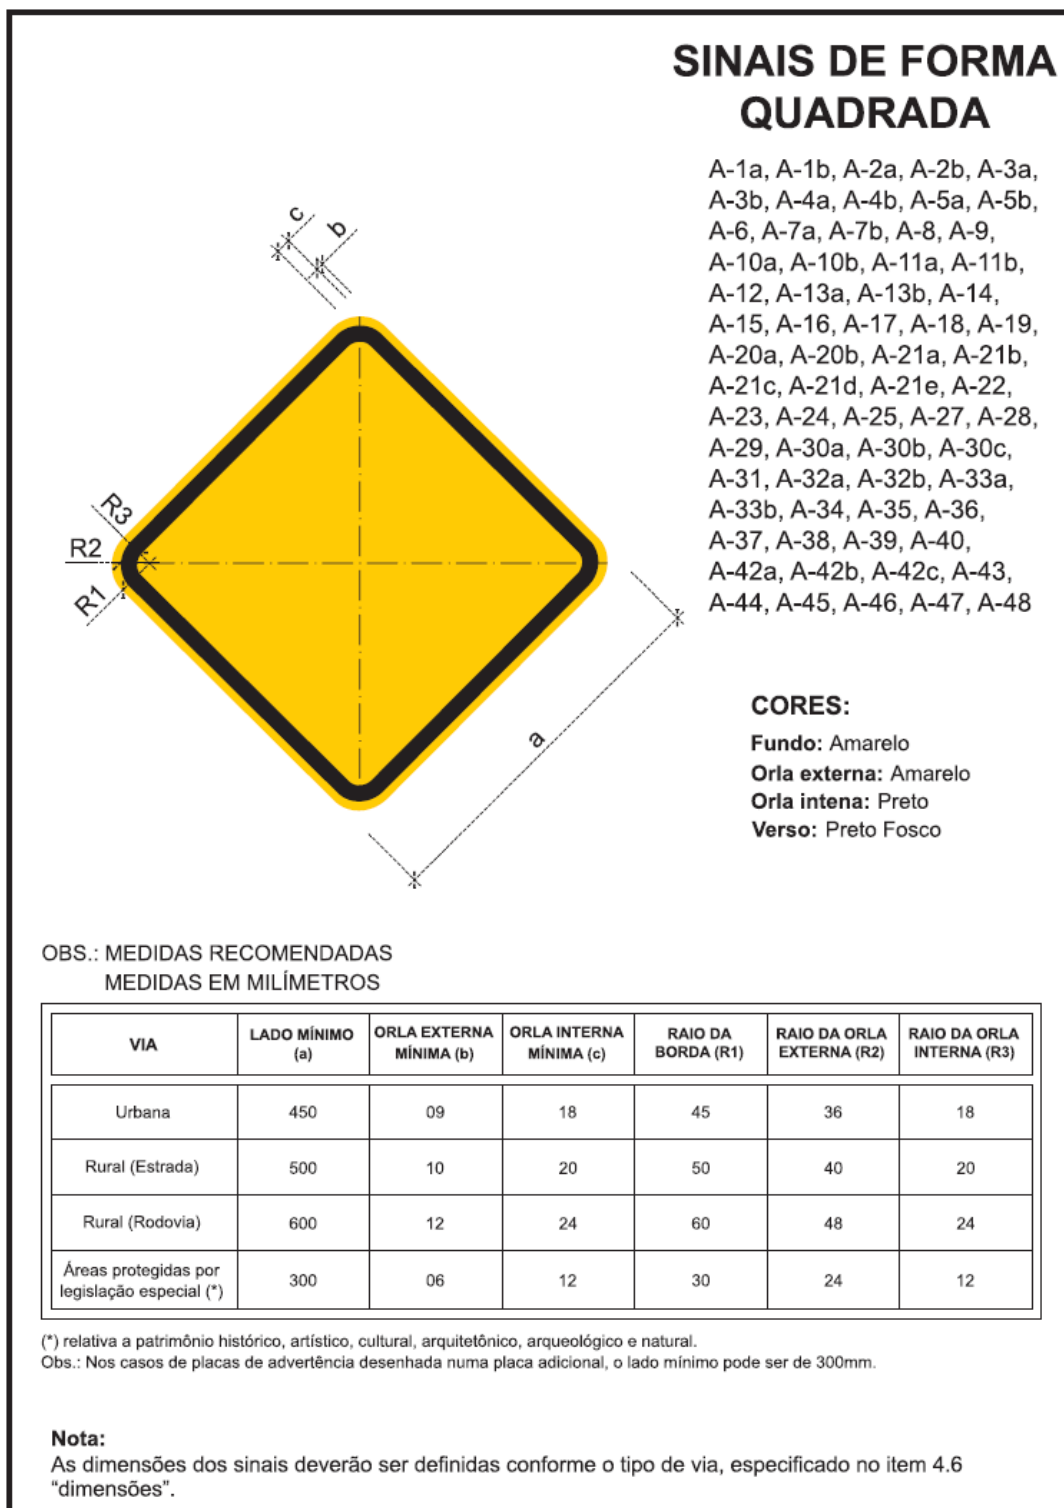 SINAIS DE FORMA
QUADRADA
A-1a, A-1b, A-2a, A-2b, A-3a,
A-3b, A-4a, A-4b, A-5a, A-5b,
A-6, A-7a, A-7b, A-8, A-9,
A-10a, A-10b, A-11a, A-11b,
A-12, A-13a, A-13b, A-14,
A-15, A-16, A-17, A-18, A-19,
A-20a, A-20b, A-21a, A-21b,
A-21c, A-21d, A-21e, A-22,
A-23, A-24, A-25, A-27, A-28,
A-29, A-30a, A-30b, A-30c,
A-31, A-32a, A-32b, A-33a,
A-33b, A-34, A-35, A-36,
A-37, A-38, A-39, A-40,
A-42a, A-42b, A-42c, A-43,
A-44, A-45, A-46, A-47, A-48
c
b
R3
R2
R1
a
CORES:
Fundo: Amarelo
Orla externa: Amarelo
Orla intena: Preto
Verso: Preto Fosco
OBS.: MEDIDAS RECOMENDADAS
MEDIDAS EM MILÍMETROS
VIA LADO MÍNIMO (a) ORLA EXTERNA MÍNIMA (b) ORLA INTERNA MÍNIMA (c) RAIO DA BORDA (R1) RAIO DA ORLA EXTERNA (R2) RAIO DA ORLA INTERNA (R3)
Urbana 450 09 18 45 36 18
Rural (Estrada) 500 10 20 50 40 20
Rural (Rodovia) 600 12 24 60 48 24
Áreas protegidas por legislação especial (*) 300 06 12 30 24 12
(*) relativa a patrimônio histórico, artístico, cultural, arquitetônico, arqueológico e natural.
Obs.: Nos casos de placas de advertência desenhada numa placa adicional, o lado mínimo pode ser de 300mm.
Nota:
As dimensões dos sinais deverão ser definidas conforme o tipo de via, especificado no item 4.6
“dimensões”.